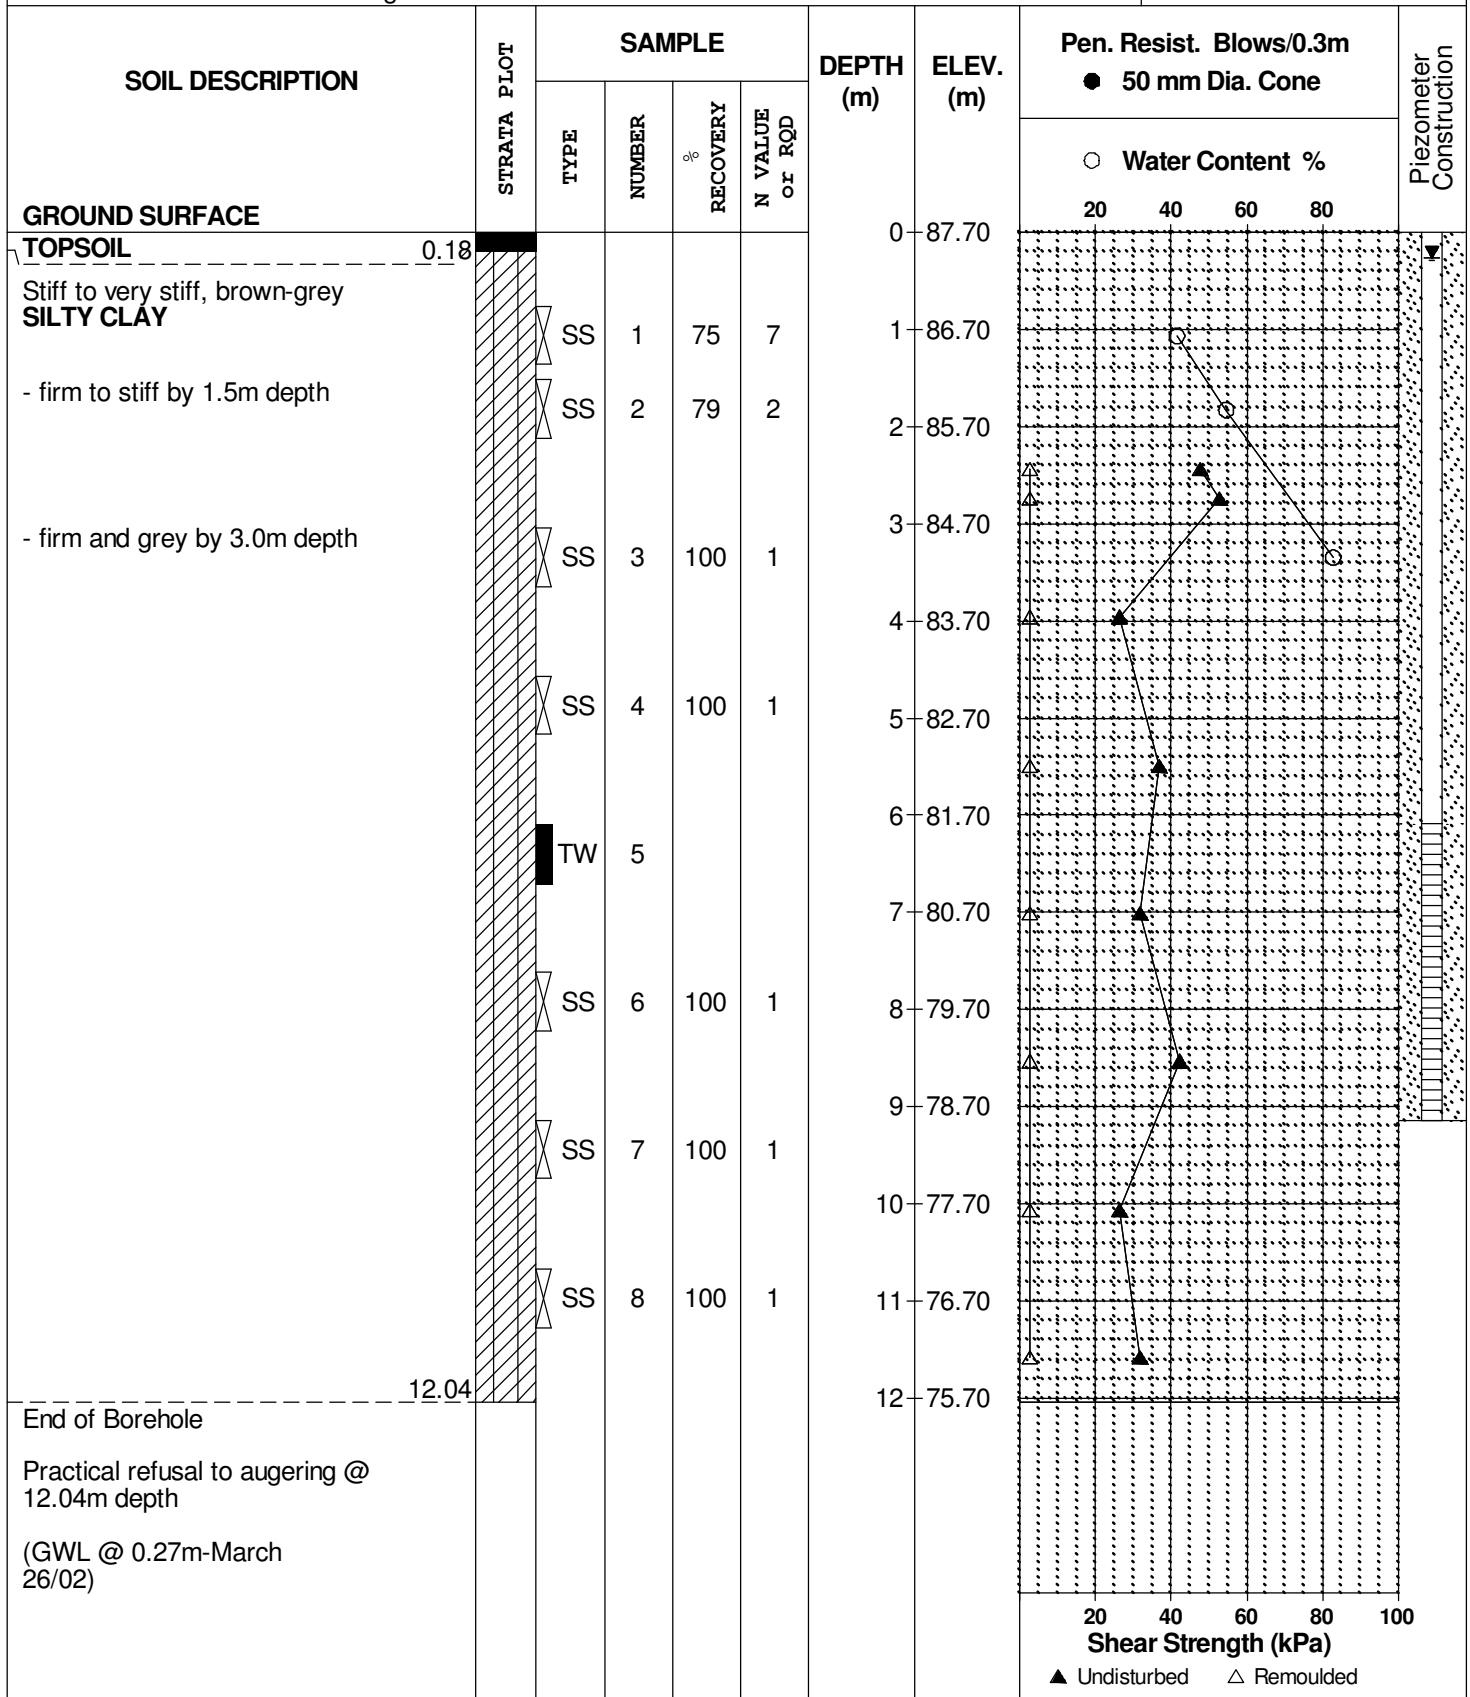 SOIL DESCRIPTION
STRATA PLOT
SAMPLE
TYPE
NUMBER
%
RECOVERY
N VALUE
or RQD
DEPTH
(m)
ELEV.
(m)
Pen. Resist. Blows/0.3m
● 50 mm Dia. Cone
○ Water Content %
20 40 60 80
Piezometer
Construction
GROUND SURFACE
TOPSOIL 0.18
0 87.70
Stiff to very stiff, brown-grey
SILTY CLAY
SS 1 75 7
1 86.70
- firm to stiff by 1.5m depth
SS 2 79 2
2 85.70
3 84.70
- firm and grey by 3.0m depth
SS 3 100 1
4 83.70
SS 4 100 1
5 82.70
6 81.70
TW 5
7 80.70
SS 6 100 1
8 79.70
9 78.70
SS 7 100 1
10 77.70
SS 8 100 1
11 76.70
12.04
12 75.70
End of Borehole
Practical refusal to augering @
12.04m depth
(GWL @ 0.27m-March
26/02)
20 40 60 80 100
Shear Strength (kPa)
▲ Undisturbed △ Remoulded